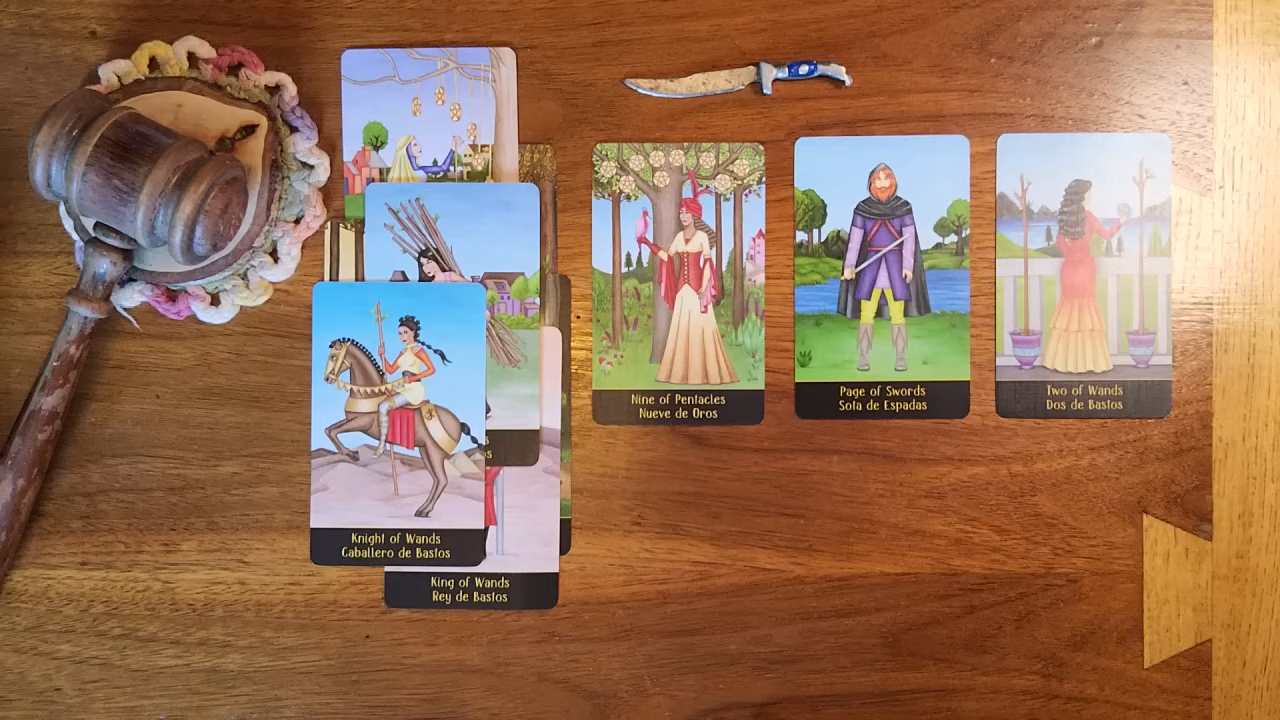 Knight of Wands
Caballero de Bastos
King of Wands
Rey de Bastos
Nine of Pentacles
Nueve de Oros
Page of Swords
Sota de Espadas
Two of Wands
Dos de Bastos